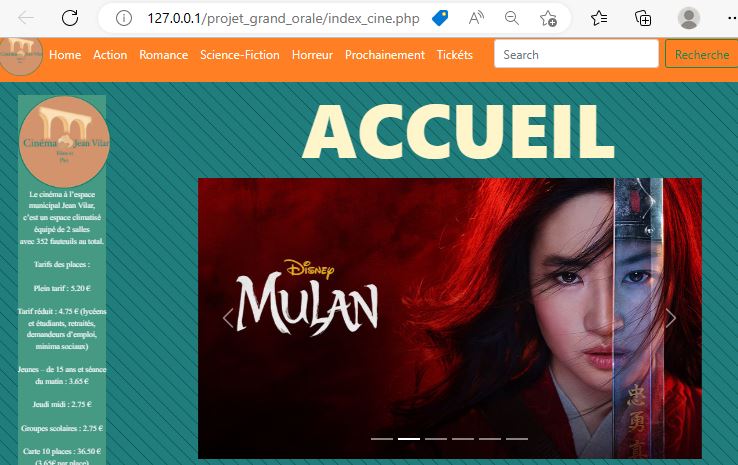 127.0.0.1/projet_grand_orale/index_cine.php
Home Action Romance Science-Fiction Horreur Prochainement Tickéts Search Recherche
ACCUEIL
Cinéma Jean Vilar
Le cinéma à l'espace
municipal Jean Vilar,
c'est un espace climatisé
équipé de 2 salles
avec 352 fauteuils au total.
Tarifs des places :
Plein tarif : 5.20 €
Tarif réduit : 4.75 € (lycéens
et étudiants, retraités,
demandeurs d'emploi,
minima sociaux)
Jeunes – de 15 ans et séance
du matin : 3.65 €
Jeudi midi : 2.75 €
Groupes scolaires : 2.75 €
Carte 10 places : 36.50 €
(3.65€ par place)
Disney
MULAN
忠
勇
真